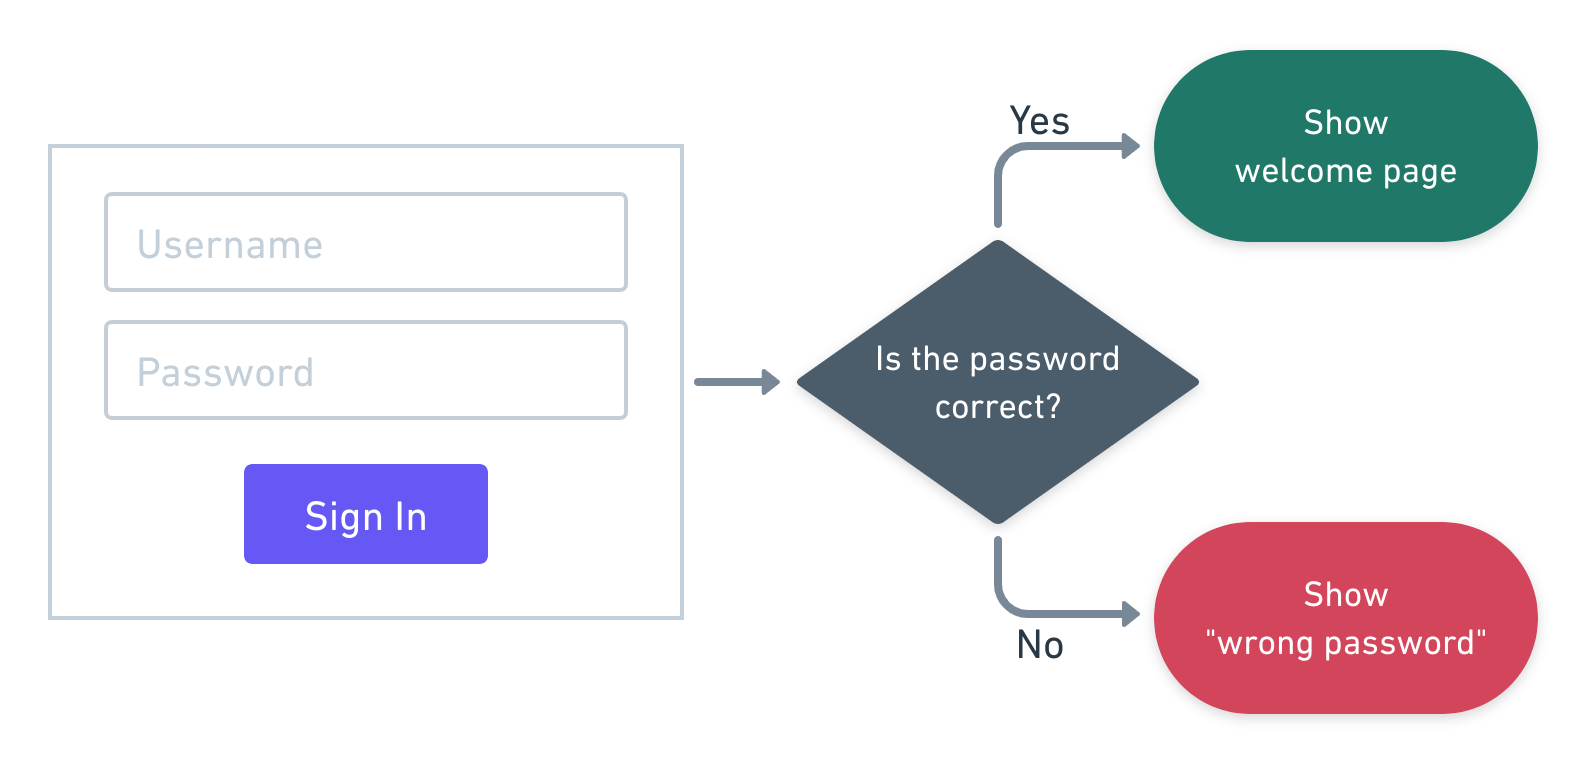 Username
Password
Sign In
Is the password
correct?
Yes
Show
welcome page
No
Show
"wrong password"